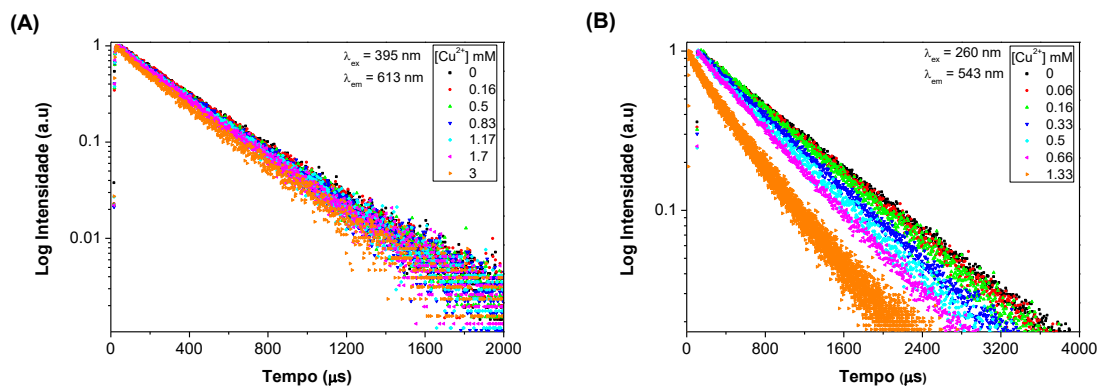 (A)
Log Intensidade (a.u)
1
0.1
0.01
λex = 395 nm
λem = 613 nm
[Cu2+] mM
0
0.16
0.5
0.83
1.17
1.7
3
0 400 800 1200 1600 2000
Tempo (μs)
(B)
Log Intensidade (a.u)
1
0.1
λex = 260 nm
λem = 543 nm
[Cu2+] mM
0
0.06
0.16
0.33
0.5
0.66
1.33
0 800 1600 2400 3200 4000
Tempo (μs)